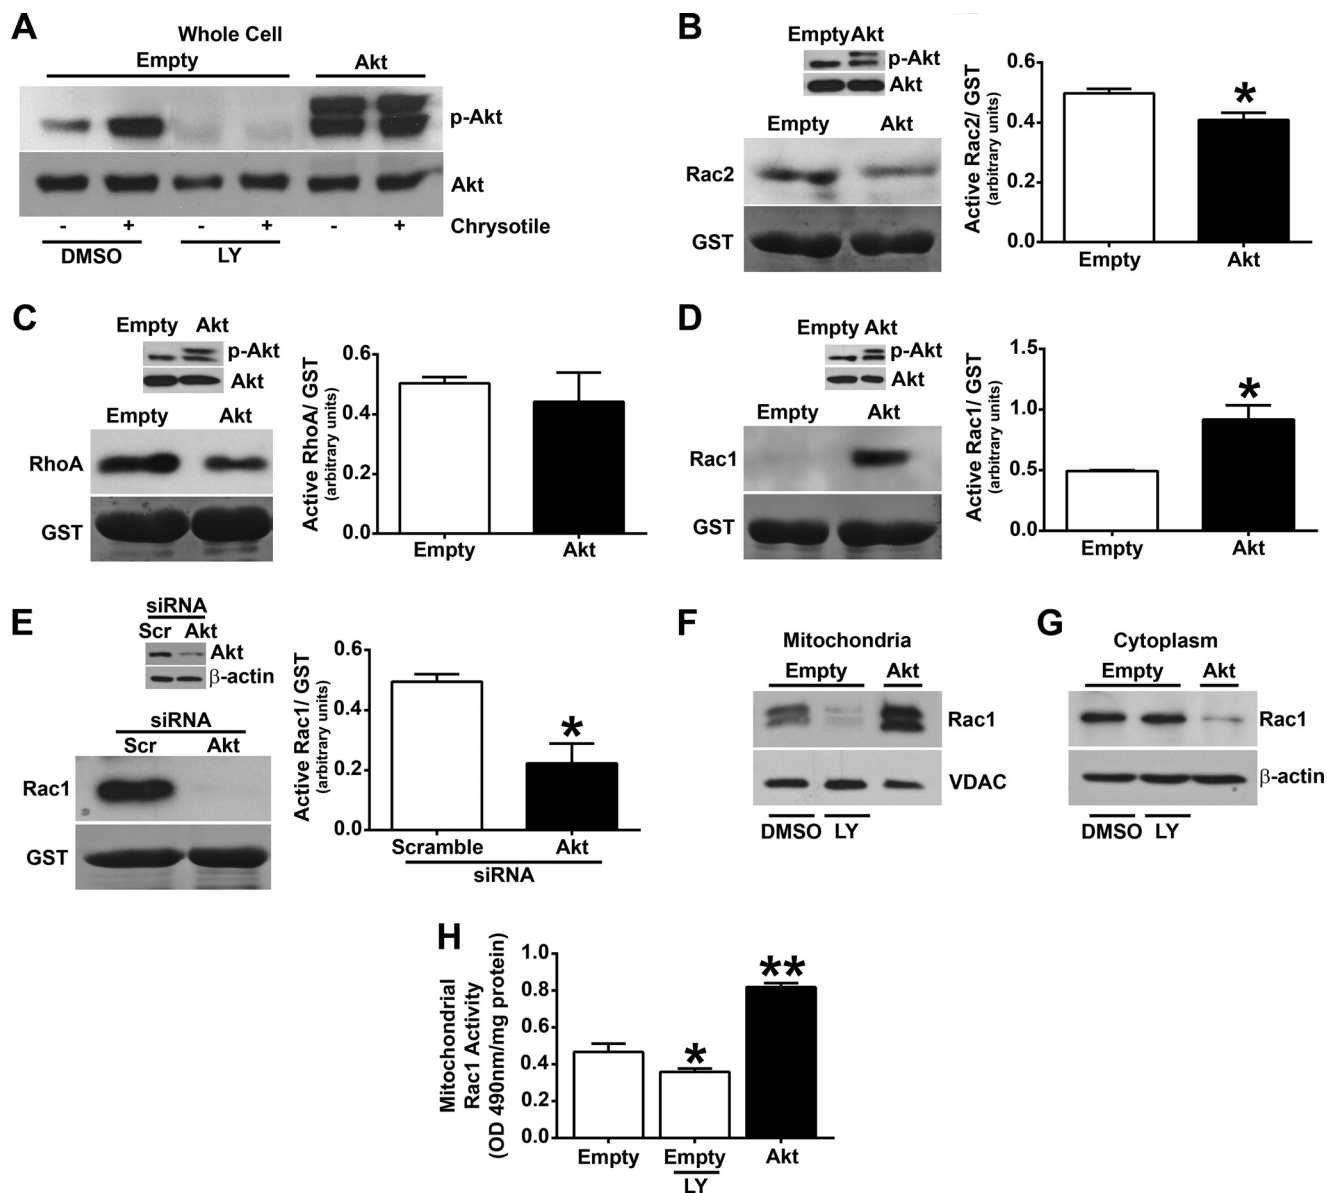 A
Whole Cell
Empty Akt
p-Akt
Akt
- + - + - + Chrysotile
DMSO LY
B
Empty Akt
p-Akt
Akt
Empty Akt
Rac2
GST
Active Rac2/ GST
(arbitrary units)
0.6
0.4
0.2
0.0
*
Empty Akt
C
Empty Akt
p-Akt
Akt
Empty Akt
RhoA
GST
Active RhoA/ GST
(arbitrary units)
0.6
0.4
0.2
0.0
Empty Akt
D
Empty Akt
p-Akt
Akt
Empty Akt
Rac1
GST
Active Rac1/ GST
(arbitrary units)
1.5
1.0
0.5
0.0
*
Empty Akt
E
siRNA
Scr Akt
Akt
β-actin
siRNA
Scr Akt
Rac1
GST
Active Rac1/ GST
(arbitrary units)
0.6
0.4
0.2
0.0
*
Scramble Akt
siRNA
F
Mitochondria
Empty Akt
Rac1
VDAC
DMSO LY
G
Cytoplasm
Empty Akt
Rac1
β-actin
DMSO LY
H
Mitochondrial
Rac1 Activity
(OD 490nm/mg protein)
1.0
0.8
0.6
0.4
0.2
0.0
*
**
Empty Empty Akt
LY